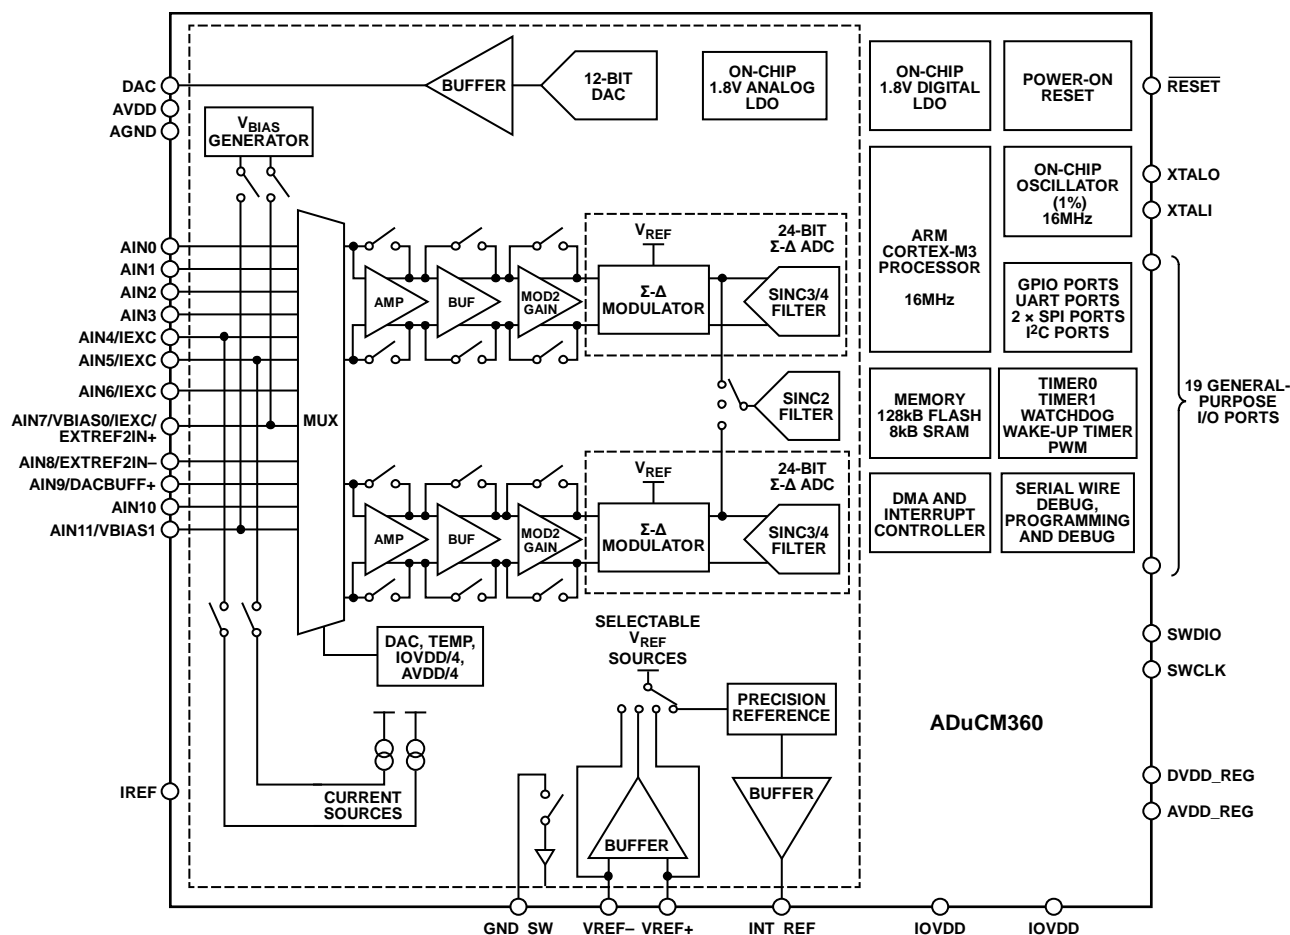 DAC
AVDD
AGND
BUFFER
12-BIT
DAC
ON-CHIP
1.8V ANALOG
LDO
ON-CHIP
1.8V DIGITAL
LDO
POWER-ON
RESET
RESET
VBIAS
GENERATOR
ON-CHIP
OSCILLATOR
(1%)
16MHz
XTALO
XTALI
AIN0
AIN1
AIN2
AIN3
AIN4/IEXC
AIN5/IEXC
AIN6/IEXC
AIN7/VBIAS0/IEXC/
EXTREF2IN+
AIN8/EXTREF2IN–
AIN9/DACBUFF+
AIN10
AIN11/VBIAS1
MUX
AMP
BUF
MOD2
GAIN
VREF
Σ-Δ
MODULATOR
24-BIT
Σ-Δ ADC
SINC3/4
FILTER
ARM
CORTEX-M3
PROCESSOR
16MHz
GPIO PORTS
UART PORTS
2 × SPI PORTS
I2C PORTS
SINC2
FILTER
MEMORY
128kB FLASH
8kB SRAM
TIMER0
TIMER1
WATCHDOG
WAKE-UP TIMER
PWM
19 GENERAL-
PURPOSE
I/O PORTS
AMP
BUF
MOD2
GAIN
VREF
Σ-Δ
MODULATOR
24-BIT
Σ-Δ ADC
SINC3/4
FILTER
DMA AND
INTERRUPT
CONTROLLER
SERIAL WIRE
DEBUG,
PROGRAMMING
AND DEBUG
DAC, TEMP,
IOVDD/4,
AVDD/4
SELECTABLE
VREF
SOURCES
PRECISION
REFERENCE
SWDIO
SWCLK
ADuCM360
IREF
CURRENT
SOURCES
BUFFER
BUFFER
DVDD_REG
AVDD_REG
GND_SW
VREF–
VREF+
INT_REF
IOVDD
IOVDD